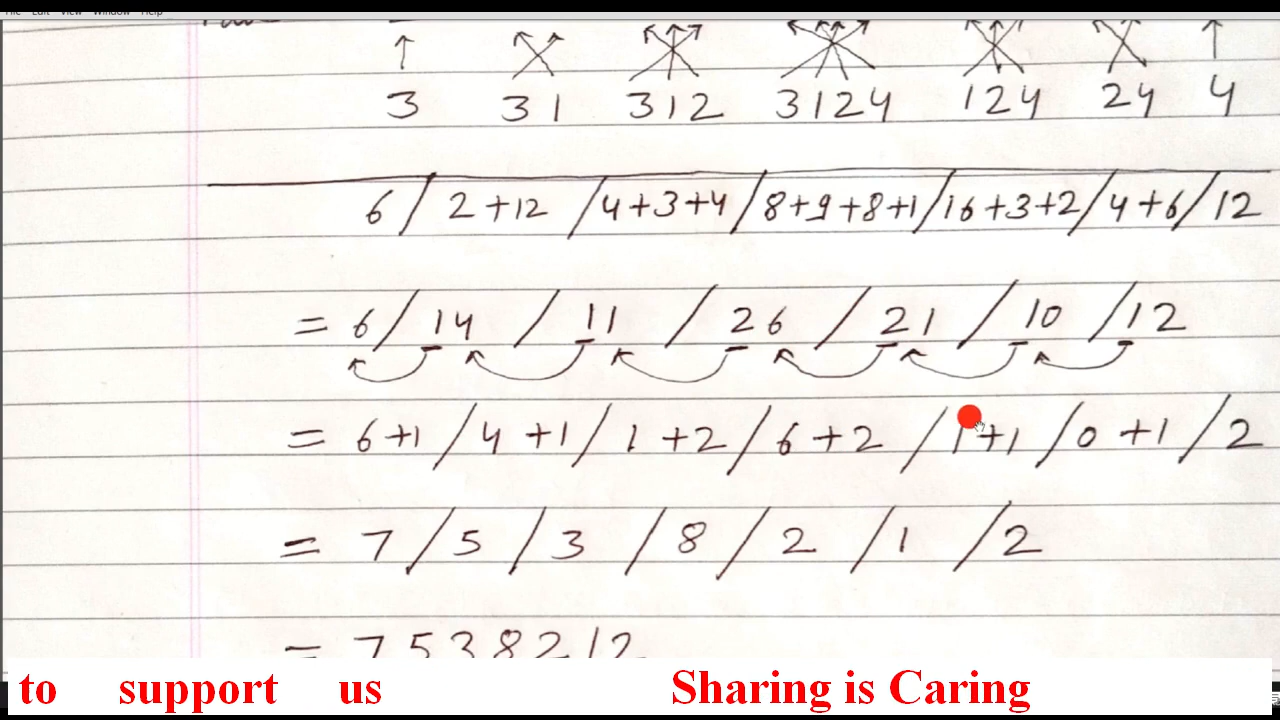 3 31 312 3124 124 24 4
6 / 2+12 / 4+3+4 / 8+9+8+1 / 16+3+2 / 4+6 / 12
= 6 / 14 / 11 / 26 / 21 / 10 / 12
= 6+1 / 4+1 / 1+2 / 6+2 / 1+1 / 0+1 / 2
= 7 / 5 / 3 / 8 / 2 / 1 / 2
= 7538212
to support us Sharing is Caring